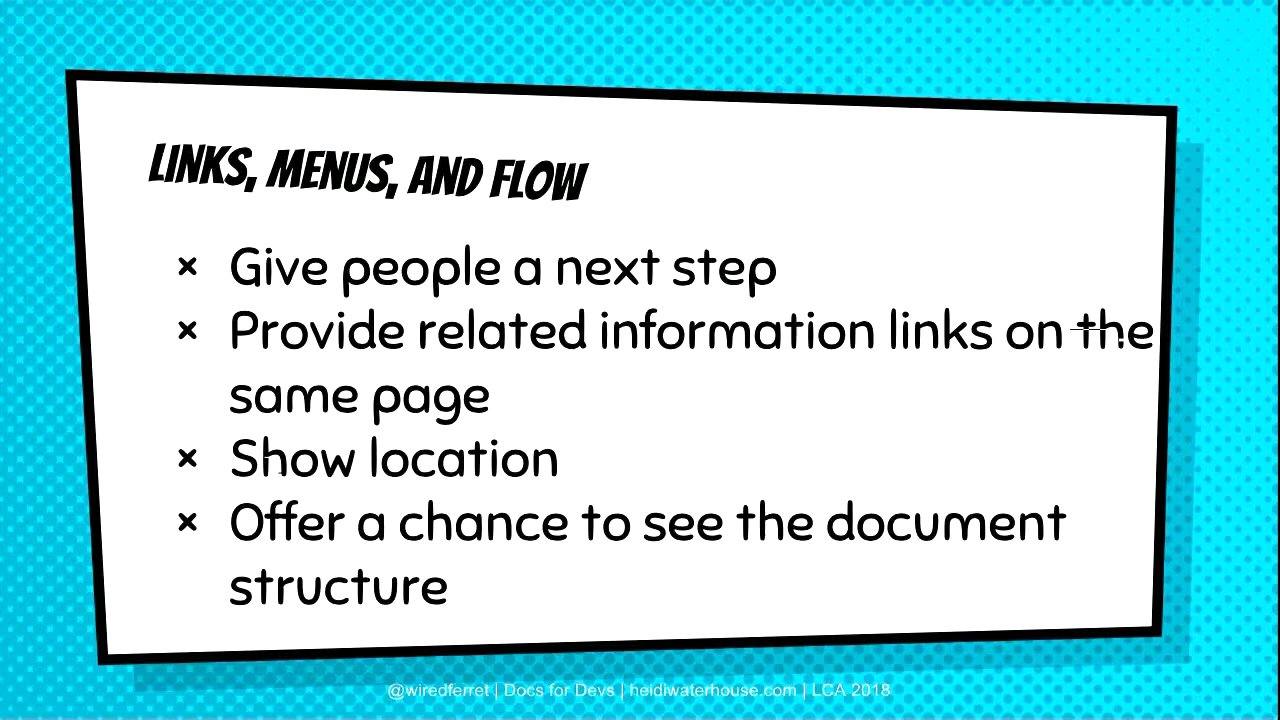 LINKS, MENUS, AND FLOW
× Give people a next step
× Provide related information links on the
same page
× Show location
× Offer a chance to see the document
structure
@wiredferret | Docs for Devs | heidiwaterhouse.com | LCA 2018